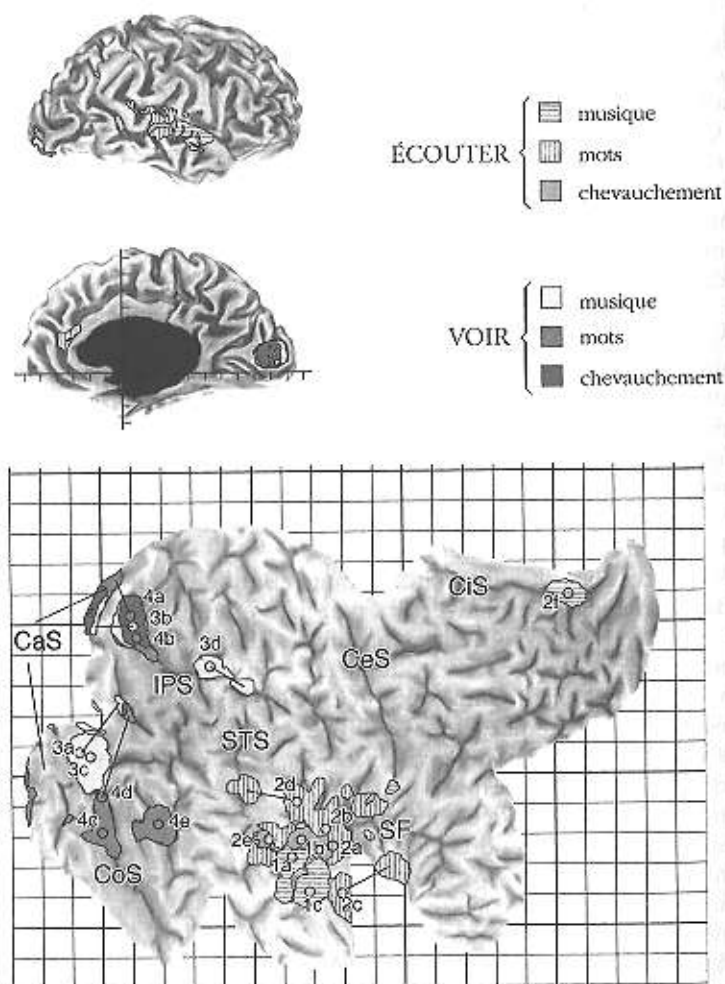 musique
ÉCOUTER
mots
chevauchement
musique
VOIR
mots
chevauchement
CiS
2f
4a
3b
4b
CaS
3d
CeS
IPS
STS
3a
3c
4d
2d
2b
4c
4e
2e
1b
2a
SF
1a
CoS
1c
2c